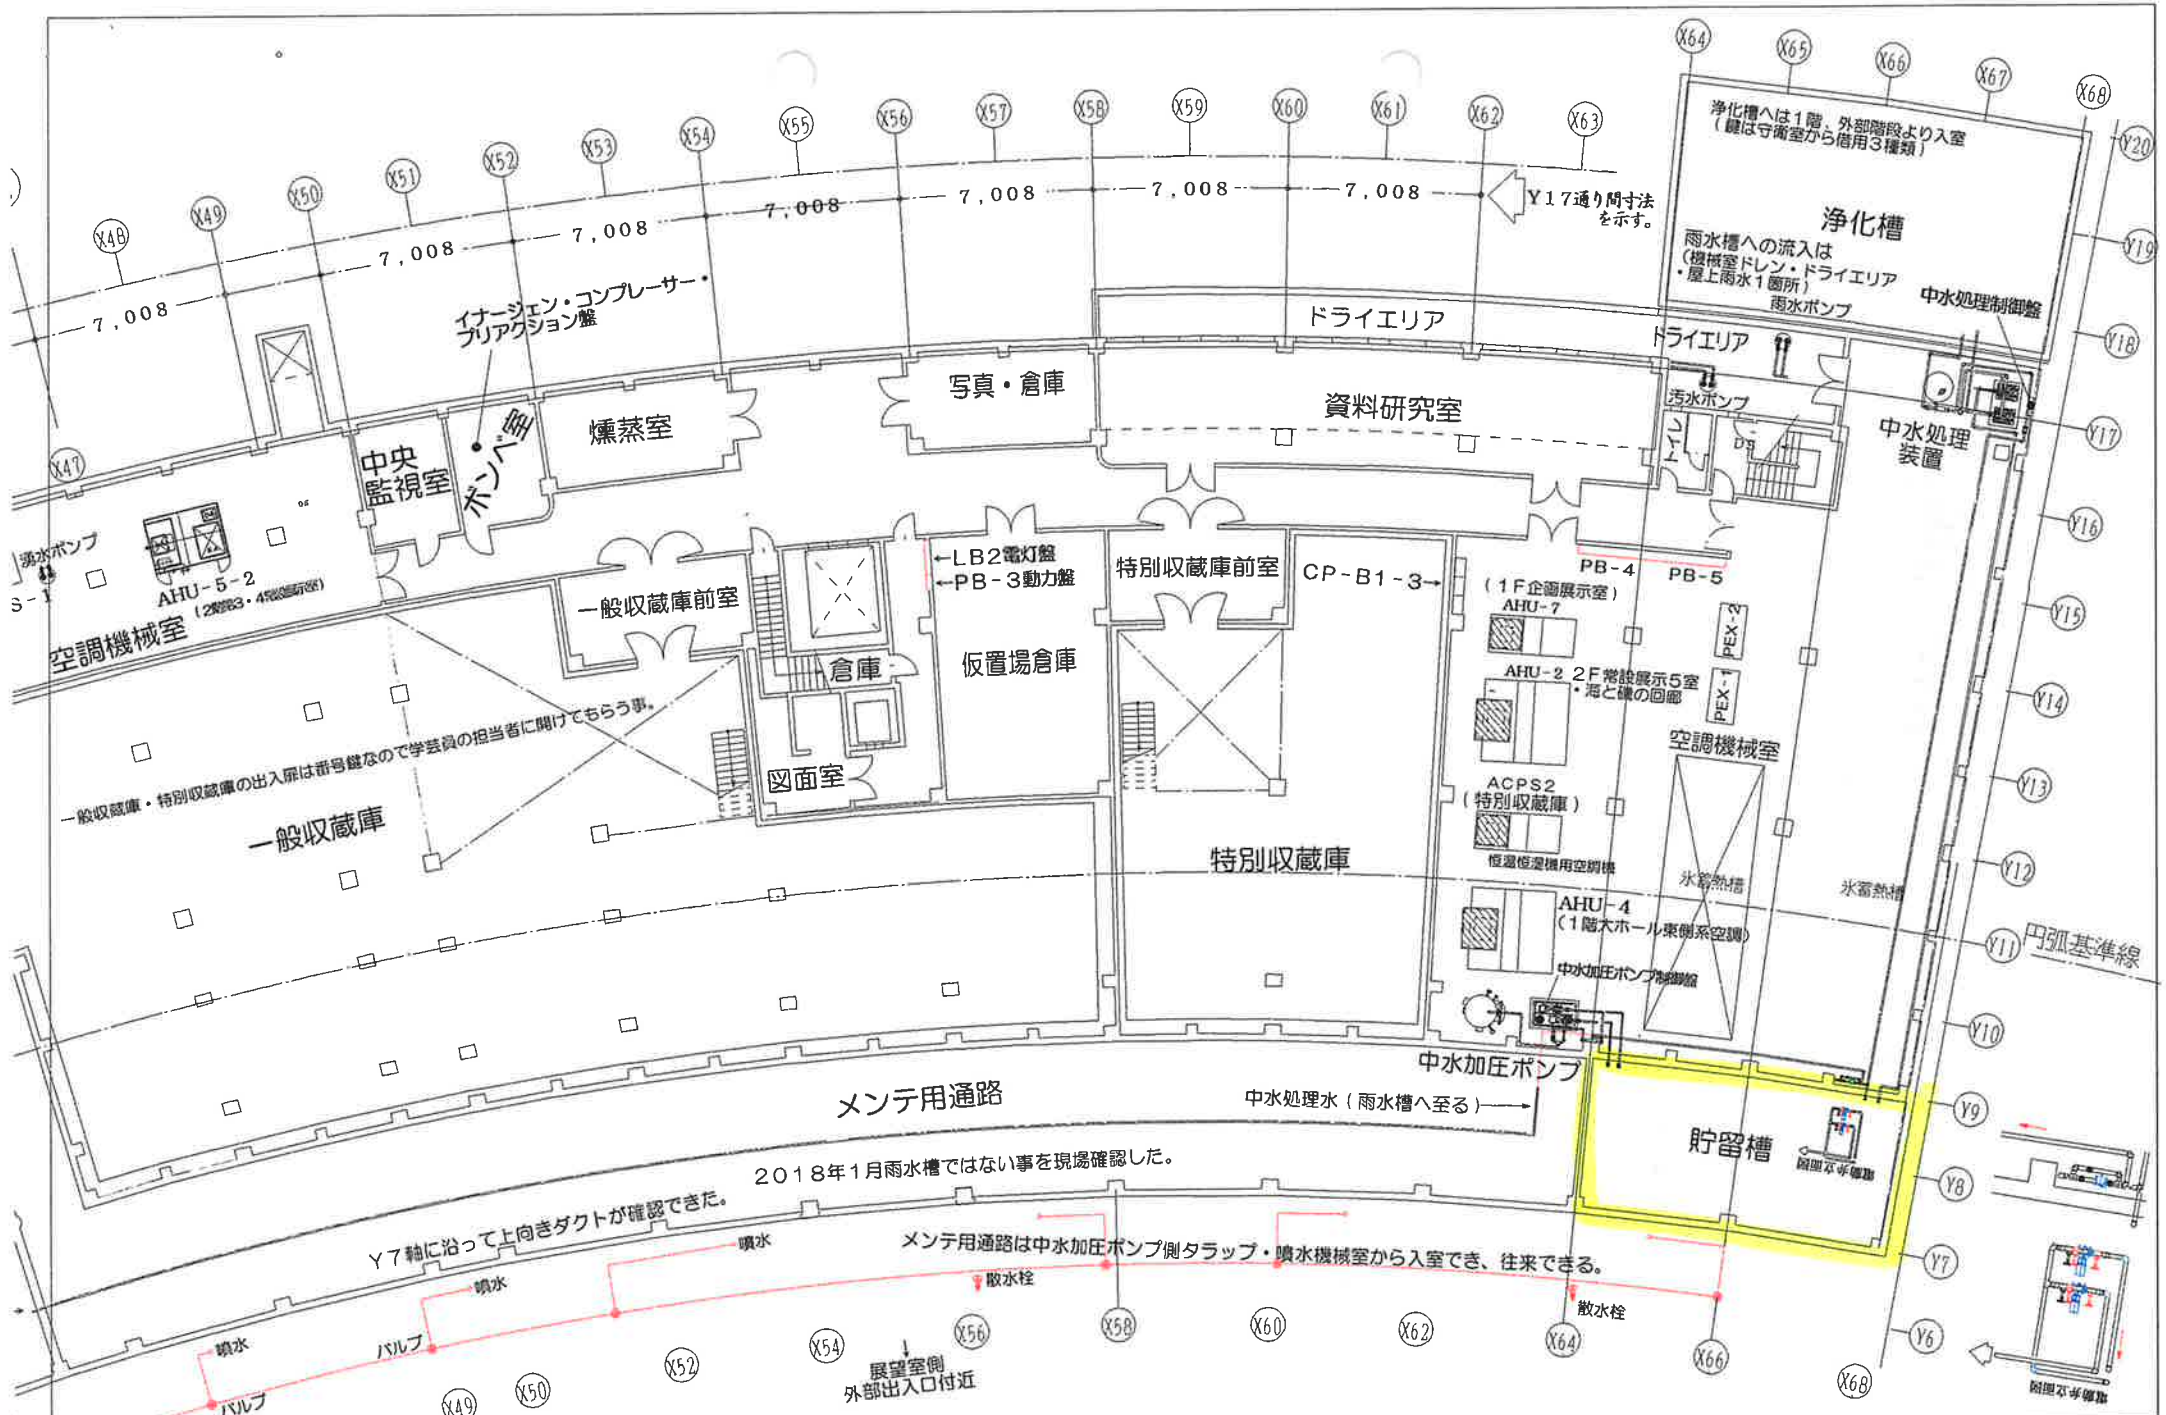 X64
X65
X66
X67
X68
X62
X63
X61
X60
X59
X58
X57
X56
X55
X54
X53
X52
X51
X50
X49
X48
X47
Y20
Y19
Y18
Y17
Y16
Y15
Y14
Y13
Y12
Y11
Y10
Y9
Y8
Y7
Y6
7,008
7,008
7,008
7,008
7,008
7,008
7,008
Y17通り間寸法
を示す。
浄化槽へは1階、外部階段より入室
(鍵は守衛室から借用3種類)
浄化槽
雨水槽への流入は
(機械室ドレン・ドライエリア
・屋上雨水1箇所)
雨水ポンプ
中水処理制御盤
イナージェン・コンプレーサー・
プリアクション盤
ドライエリア
ドライエリア
汚水ポンプ
トイレ
中水処理
装置
中央
監視室
ボンベ室
燻蒸室
写真・倉庫
資料研究室
湧水ポンプ
S-1
AHU-5-2
空調機械室
一般収蔵庫前室
←LB2電灯盤
←PB-3動力盤
特別収蔵庫前室
CP-B1-3→
PB-4
PB-5
(1F企画展示室)
AHU-7
PEX-2
PEX-1
AHU-2 2F常設展示5室
・海と磯の回廊
倉庫
仮置場倉庫
図面室
空調機械室
ACPS2
(特別収蔵庫)
恒温恒湿機用空調機
一般収蔵庫・特別収蔵庫の出入扉は番号鍵なので学芸員の担当者に開けてもらう事。
一般収蔵庫
特別収蔵庫
氷蓄熱槽
氷蓄熱槽
AHU-4
(1階大ホール東側系空調)
円弧基準線
中水加圧ポンプ制御盤
中水加圧ポンプ
メンテ用通路
中水処理水(雨水槽へ至る)
貯留槽
電動弁立面図
2018年1月雨水槽ではない事を現場確認した。
Y7軸に沿って上向きダクトが確認できた。
メンテ用通路は中水加圧ポンプ側タラップ・噴水機械室から入室でき、往来できる。
噴水
噴水
噴水
散水栓
散水栓
バルブ
バルブ
X49
X50
X52
X54
X56
X58
X60
X62
X64
X66
X68
↓
展望室側
外部出入口付近
電動弁立面図